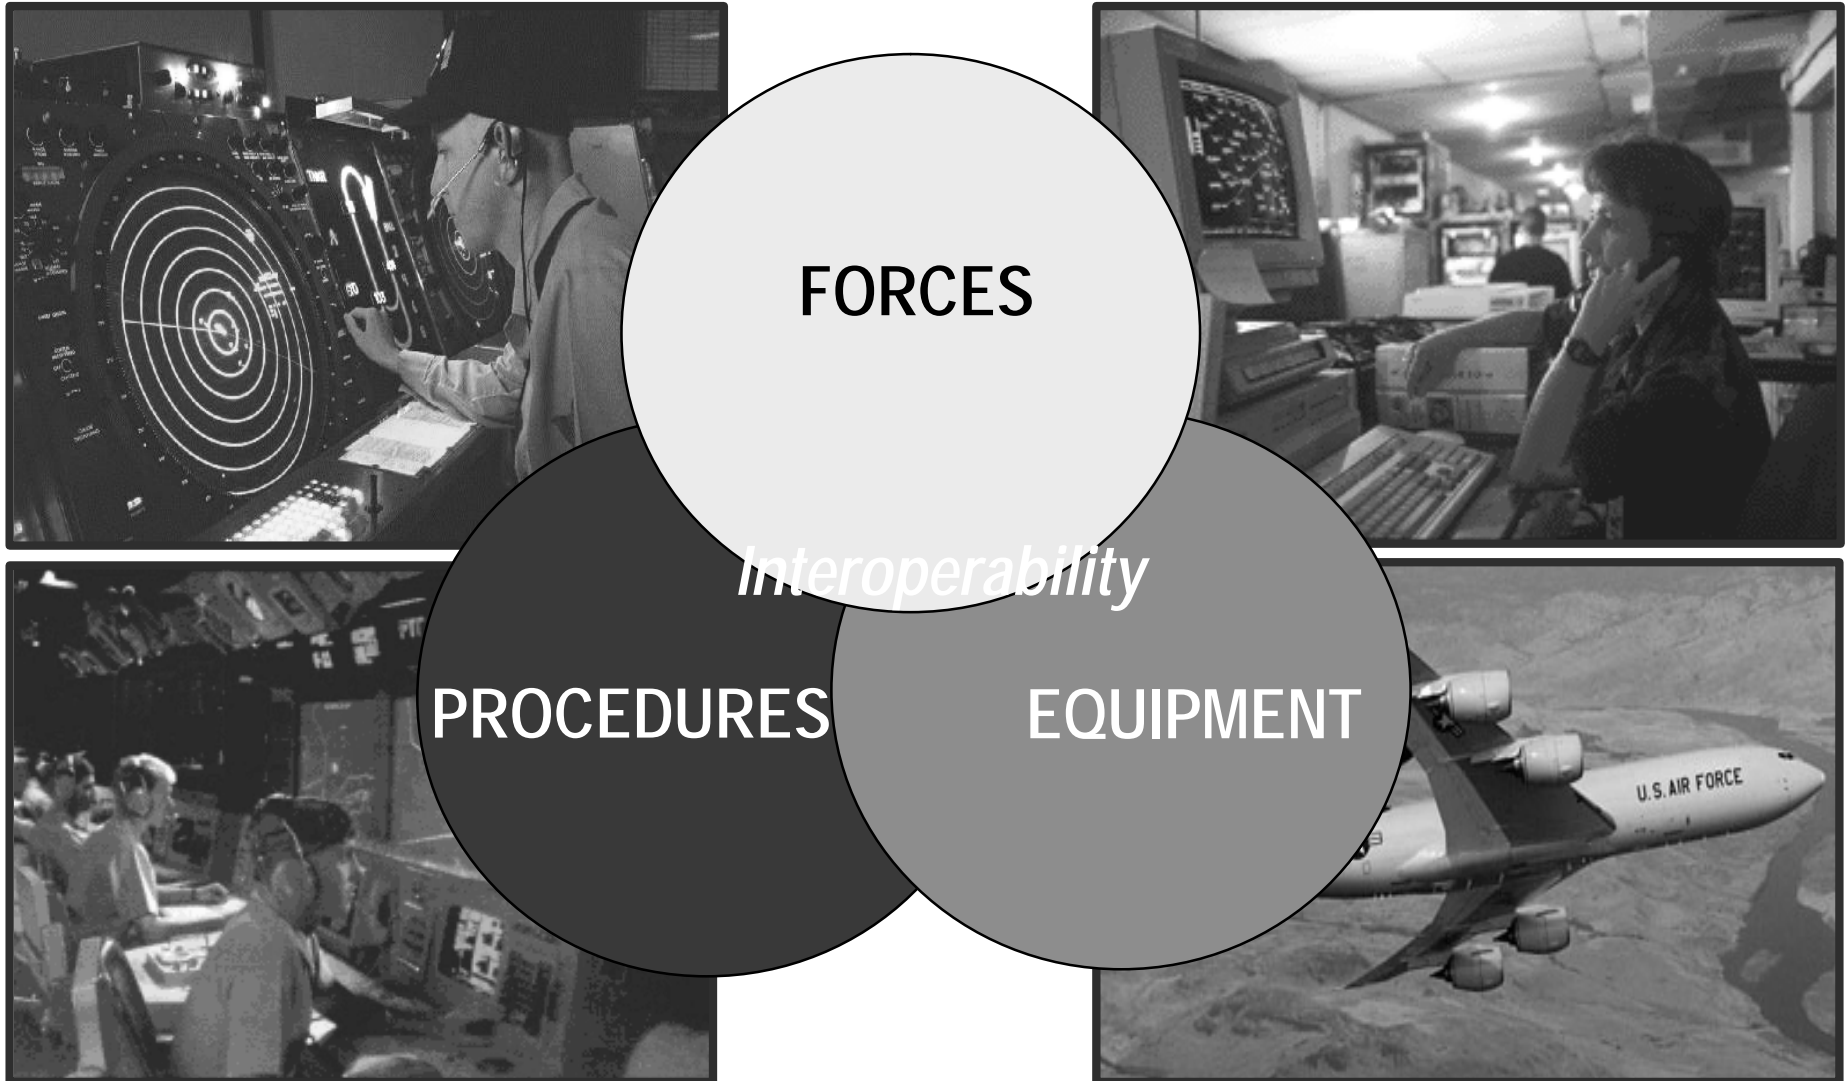 FORCES
Interoperability
PROCEDURES
EQUIPMENT
U.S. AIR FORCE